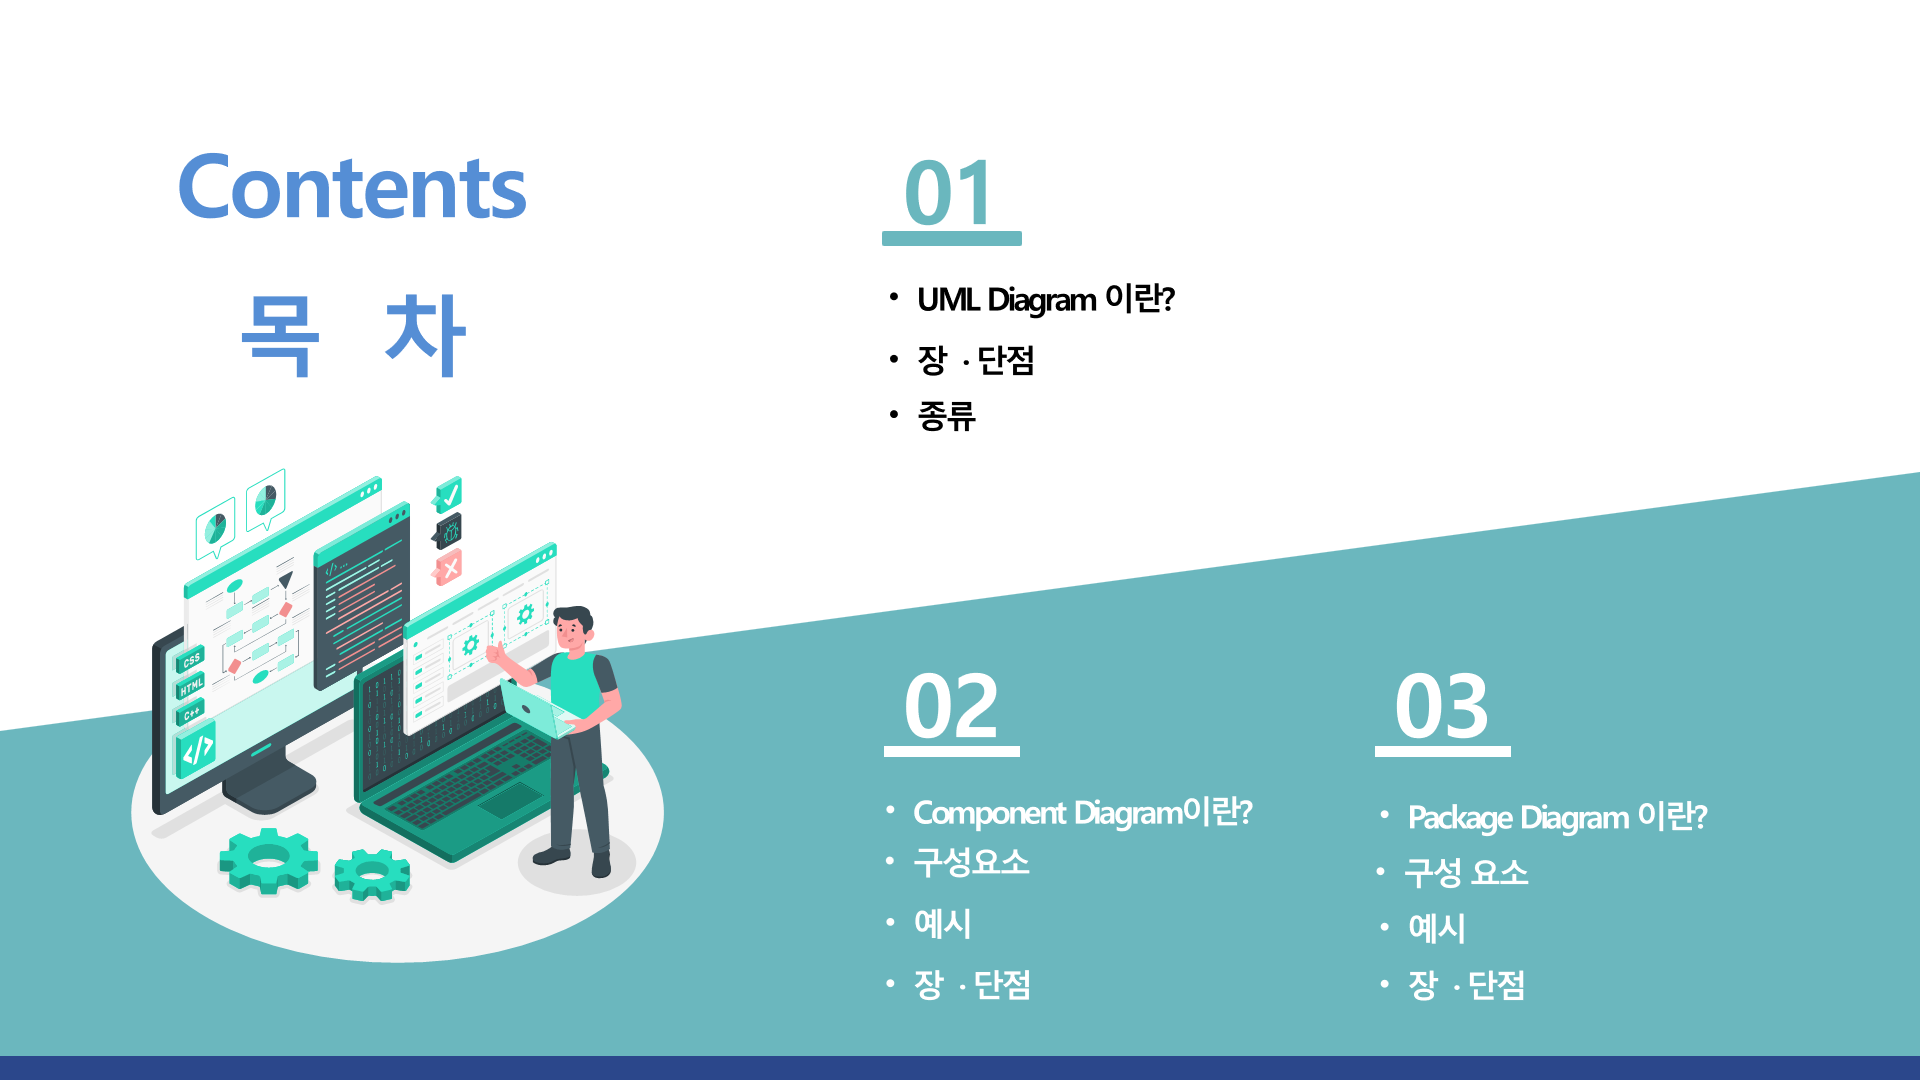 Contents
목 차
01
• UML Diagram 이란?
• 장 · 단점
• 종류
02
• Component Diagram이란?
• 구성요소
• 예시
• 장 · 단점
03
• Package Diagram 이란?
• 구성 요소
• 예시
• 장 · 단점
CSS
HTML
C++
</>
</...